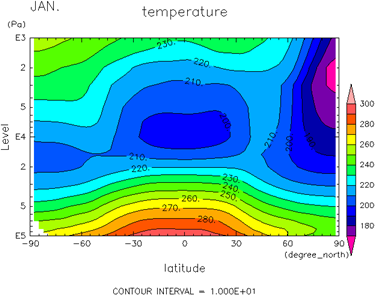 JAN.
temperature
(Pa)
E3
2
5
E4
2
5
E5
Level
230.
220.
210.
210.
200.
210.
220.
230.
240.
250.
260.
270.
280.
300
280
260
240
220
200
180
-90 -60 -30 0 30 60 90
(degree_north)
latitude
CONTOUR INTERVAL = 1.000E+01